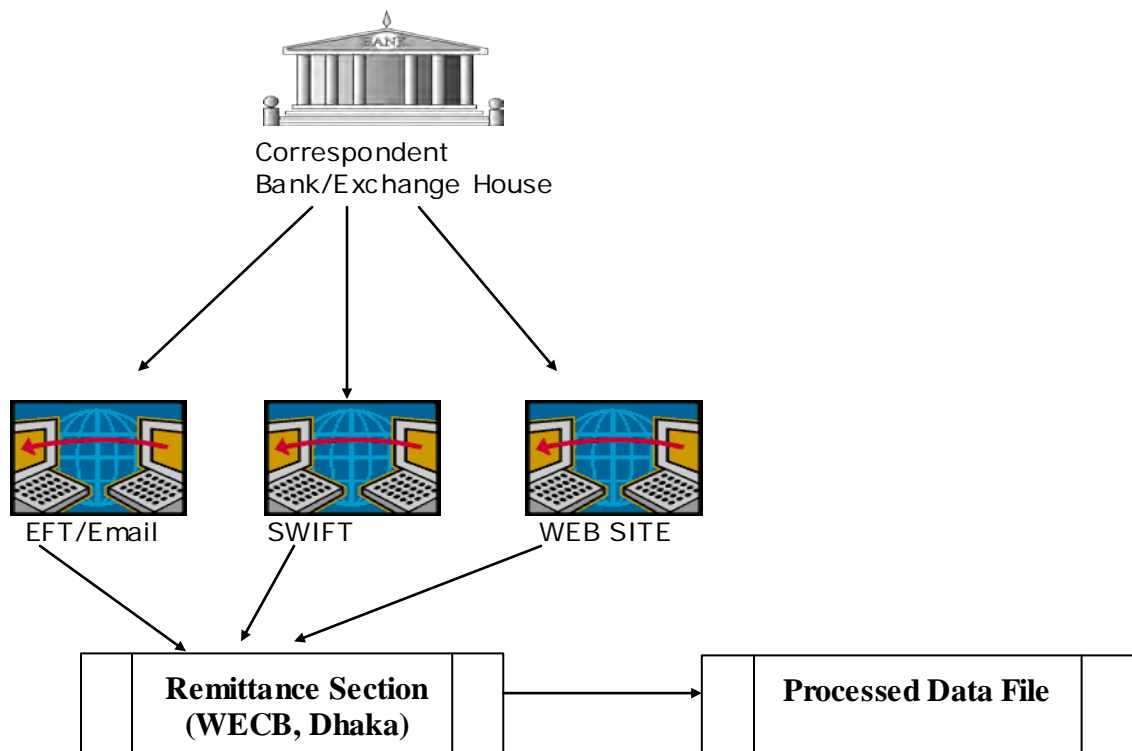 BANK
Correspondent
Bank/Exchange House
EFT/Email
SWIFT
WEB SITE
Remittance Section
(WECB, Dhaka)
Processed Data File